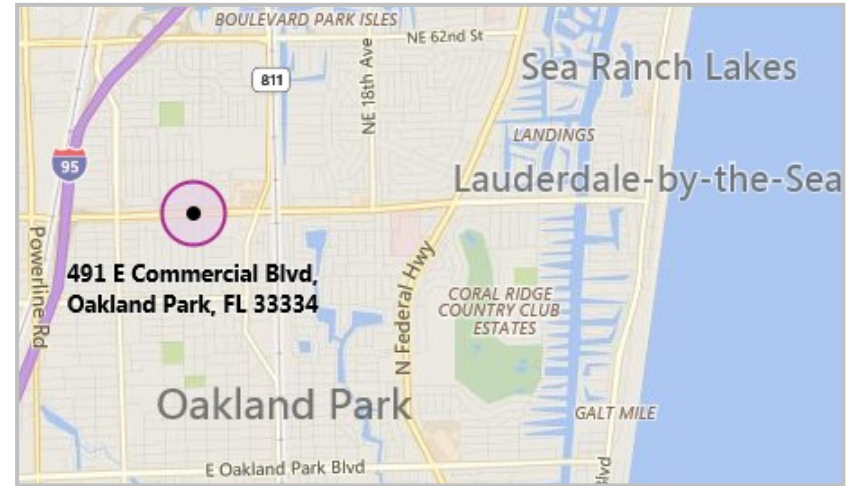 BOULEVARD PARK ISLES
NE 62nd St
811
NE 18th Ave
Sea Ranch Lakes
LANDINGS
95
Lauderdale-by-the-Sea
Powerline Rd
491 E Commercial Blvd,
Oakland Park, FL 33334
N Federal Hwy
CORAL RIDGE
COUNTRY CLUB
ESTATES
Oakland Park
GALT MILE
E Oakland Park Blvd
Blvd